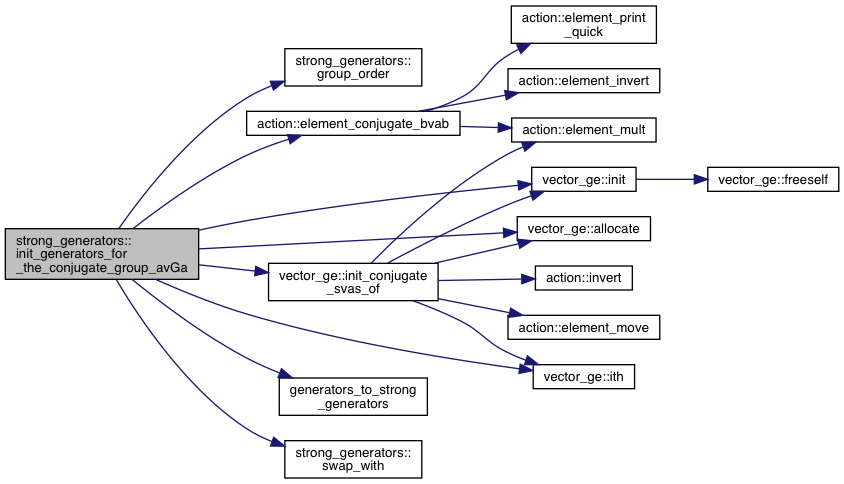 strong_generators::
init_generators_for
_the_conjugate_group_avGa
strong_generators::
group_order
action::element_conjugate_bvab
action::element_print
_quick
action::element_invert
action::element_mult
vector_ge::init
vector_ge::freeself
vector_ge::allocate
vector_ge::init_conjugate
_svas_of
action::invert
action::element_move
vector_ge::ith
generators_to_strong
_generators
strong_generators::
swap_with